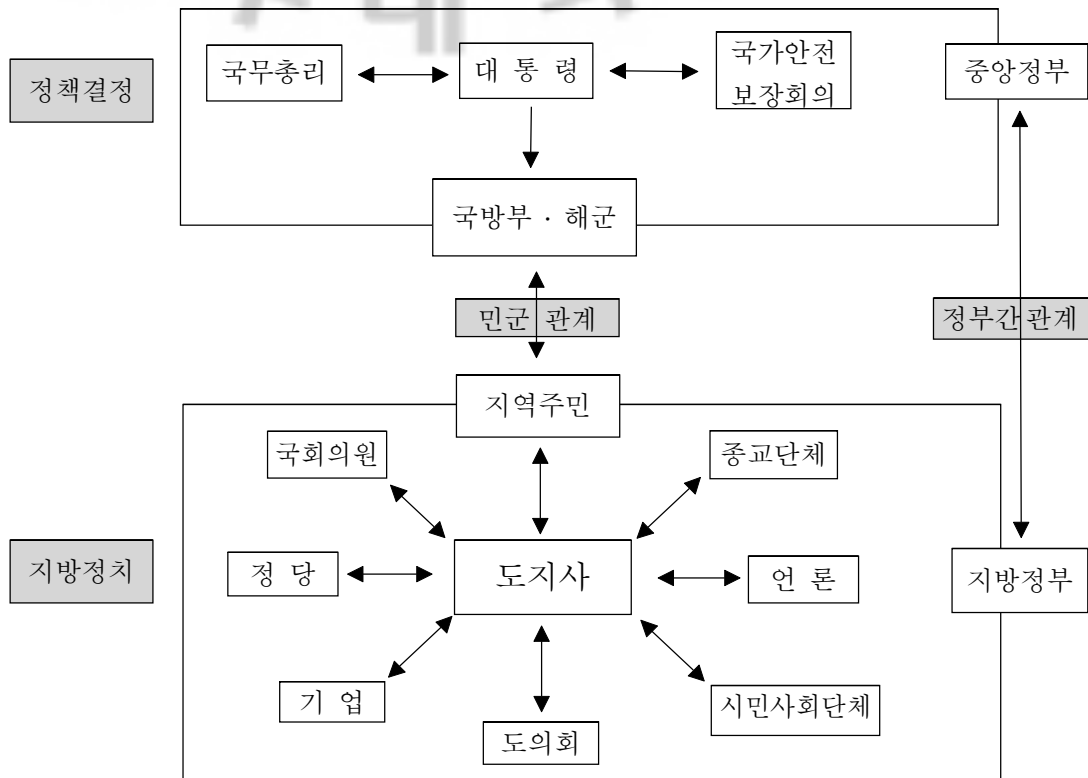 국무총리
대 통 령
국가안전
보장회의
중앙정부
정책결정
국방부 · 해군
민군 관계
정부간 관계
지역주민
국회의원
종교단체
지방정치
정 당
도지사
언 론
지방정부
기 업
시민사회단체
도의회